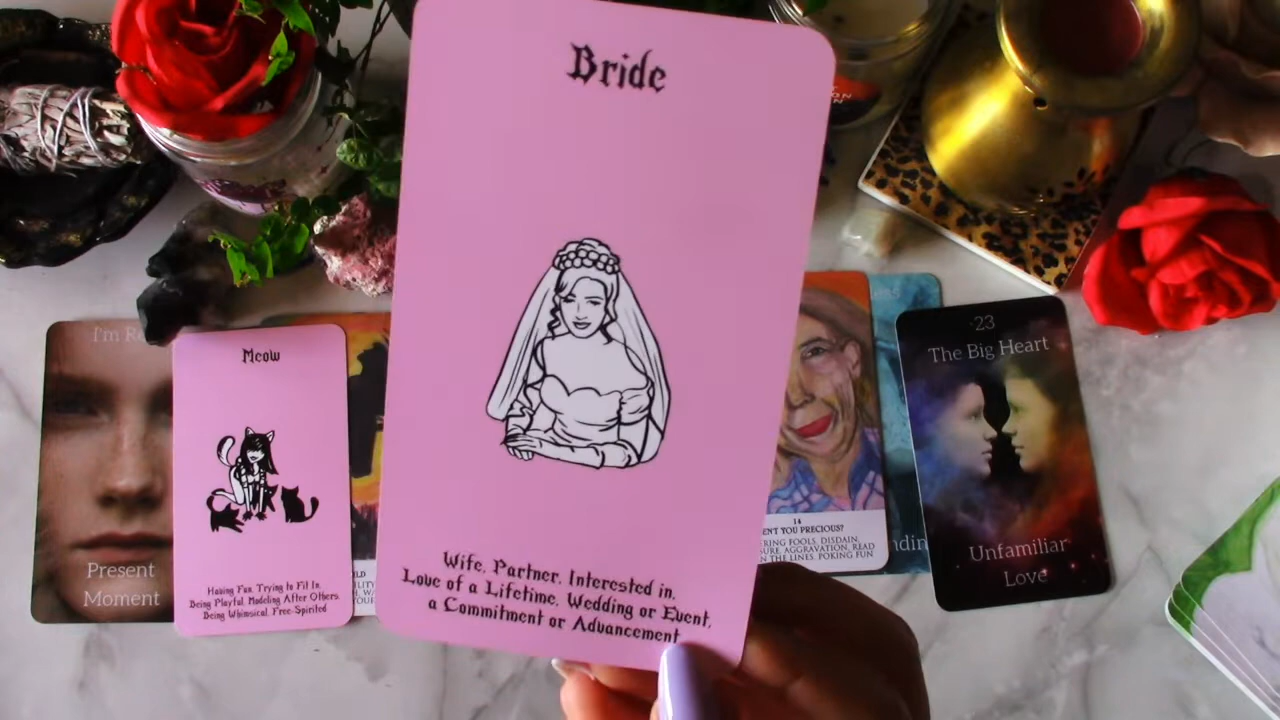 Bride
Wife, Partner, Interested in,
Love of a Lifetime, Wedding or Event,
a Commitment or Advancement
I'm
Present
Moment
Meow
Having Fun, Trying to Fit In,
Being Playful, Modeling After Others,
Being Whimsical, Free-Spirited
14
PRECIOUS?
FOOLS, DISDAIN,
AGGRAVATION, READ
THE LINES, POKING FUN
23
The Big Heart
Unfamiliar
Love